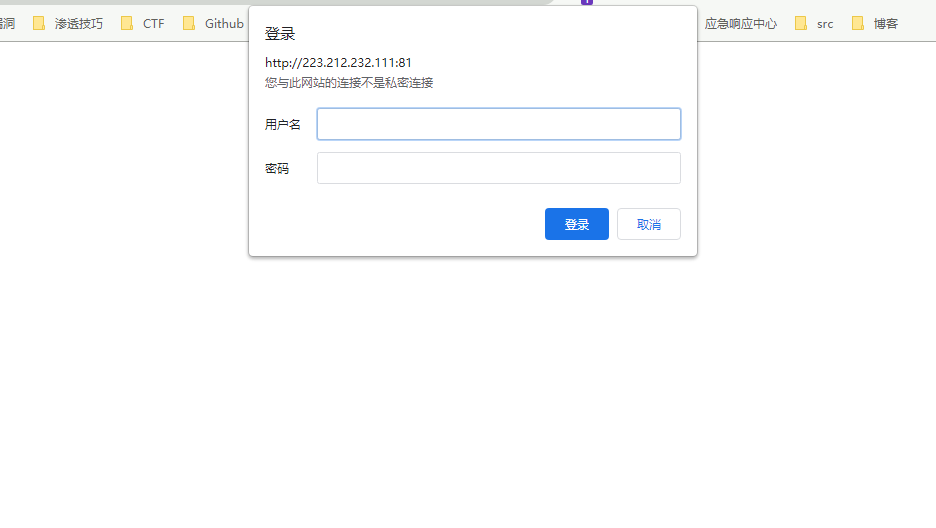 洞 渗透技巧 CTF Github 应急响应中心 src 博客
登录
http://223.212.232.111:81
您与此网站的连接不是私密连接
用户名
密码
登录 取消